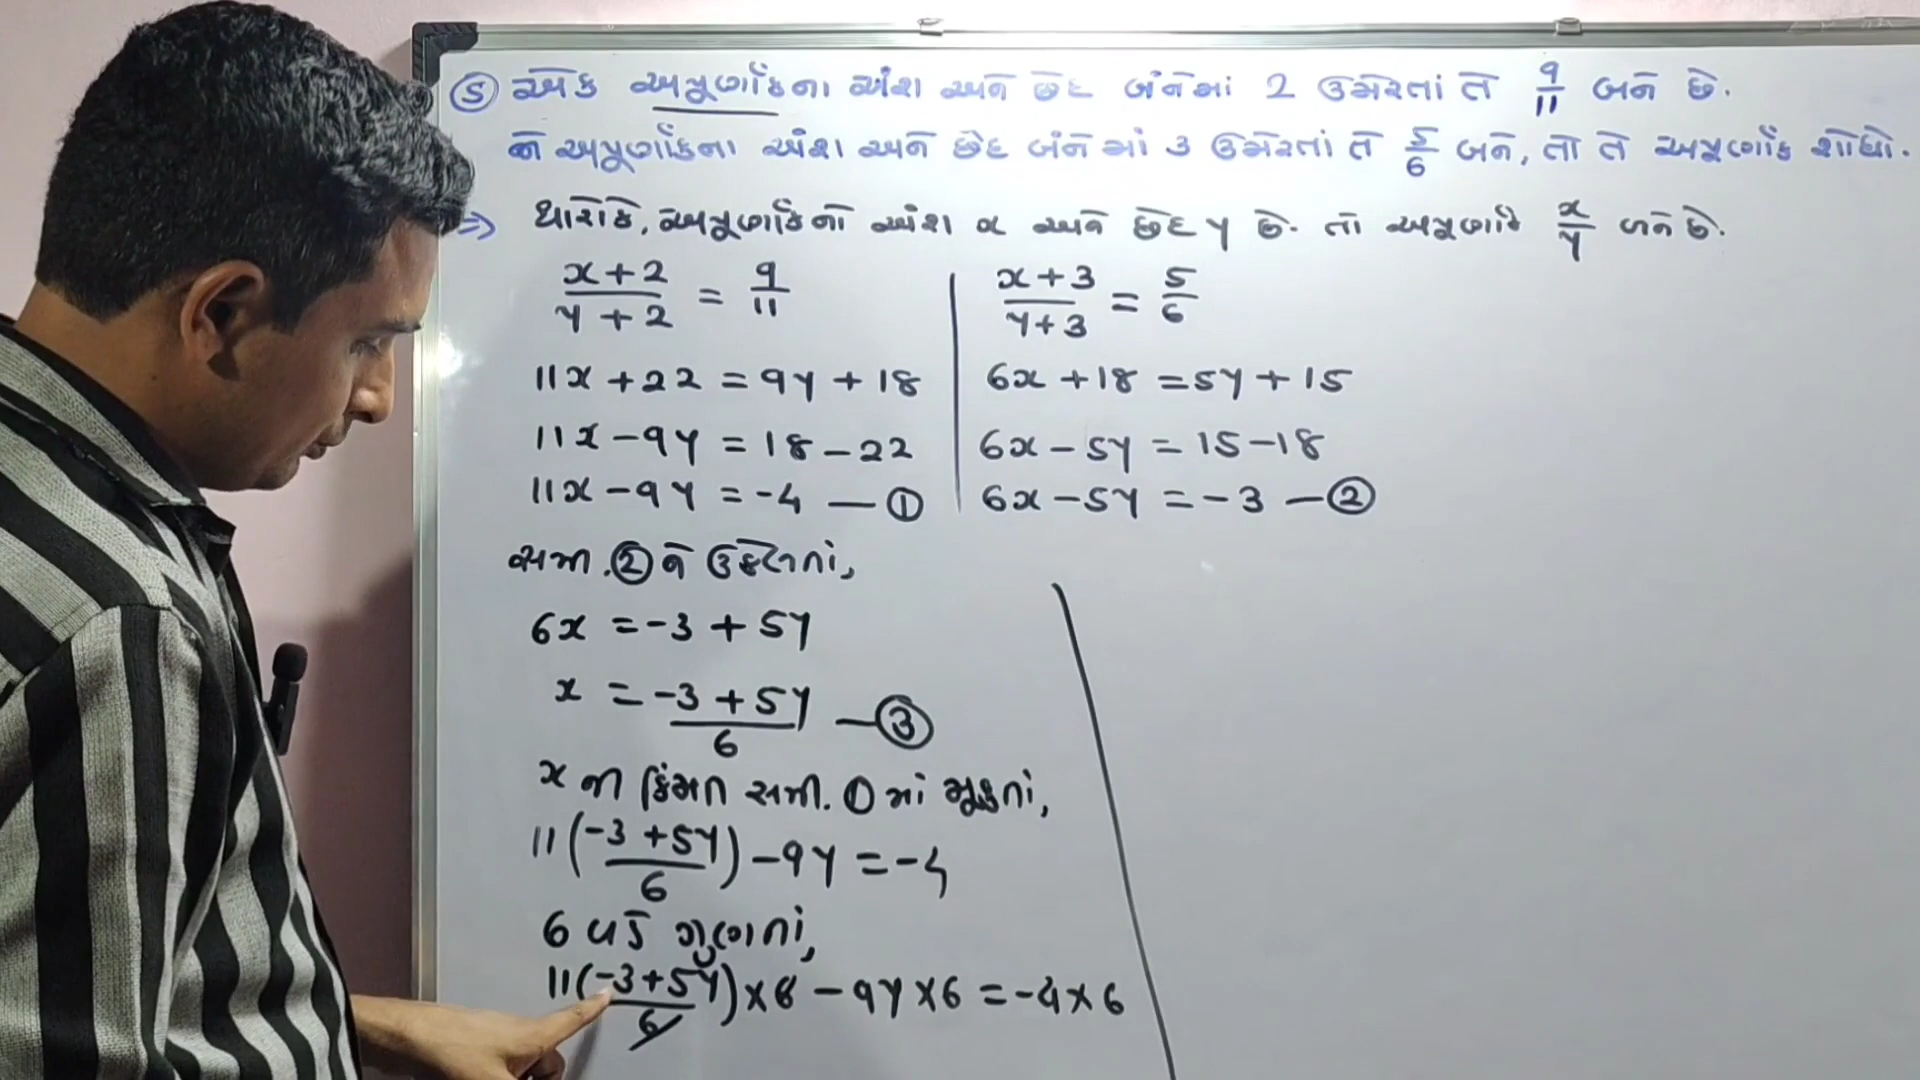 ⑤ એક અપૂર્ણાંકના અંશ અને છેદ બંનેમાં 2 ઉમેરતાં તે 9/11 બને છે.
જો અપૂર્ણાંકના અંશ અને છેદ બંનેમાં 3 ઉમેરતાં તે 5/6 બને, તો તે અપૂર્ણાંક શોધો.
⇒ ધારોકે, અપૂર્ણાંકનો અંશ x અને છેદ y છે. તો અપૂર્ણાંક x/y બને છે.
(x+2)/(y+2) = 9/11
11x + 22 = 9y + 18
11x - 9y = 18 - 22
11x - 9y = -4 — ①
(x+3)/(y+3) = 5/6
6x + 18 = 5y + 15
6x - 5y = 15 - 18
6x - 5y = -3 — ②
સમી. ② ને ઉકેલતાં,
6x = -3 + 5y
x = (-3 + 5y)/6 — ③
x ની કિંમત સમી. ① માં મૂકતાં,
11((-3 + 5y)/6) - 9y = -4
6 વડે ગુણતાં,
11((-3+5y)/6) × 6 - 9y × 6 = -4 × 6